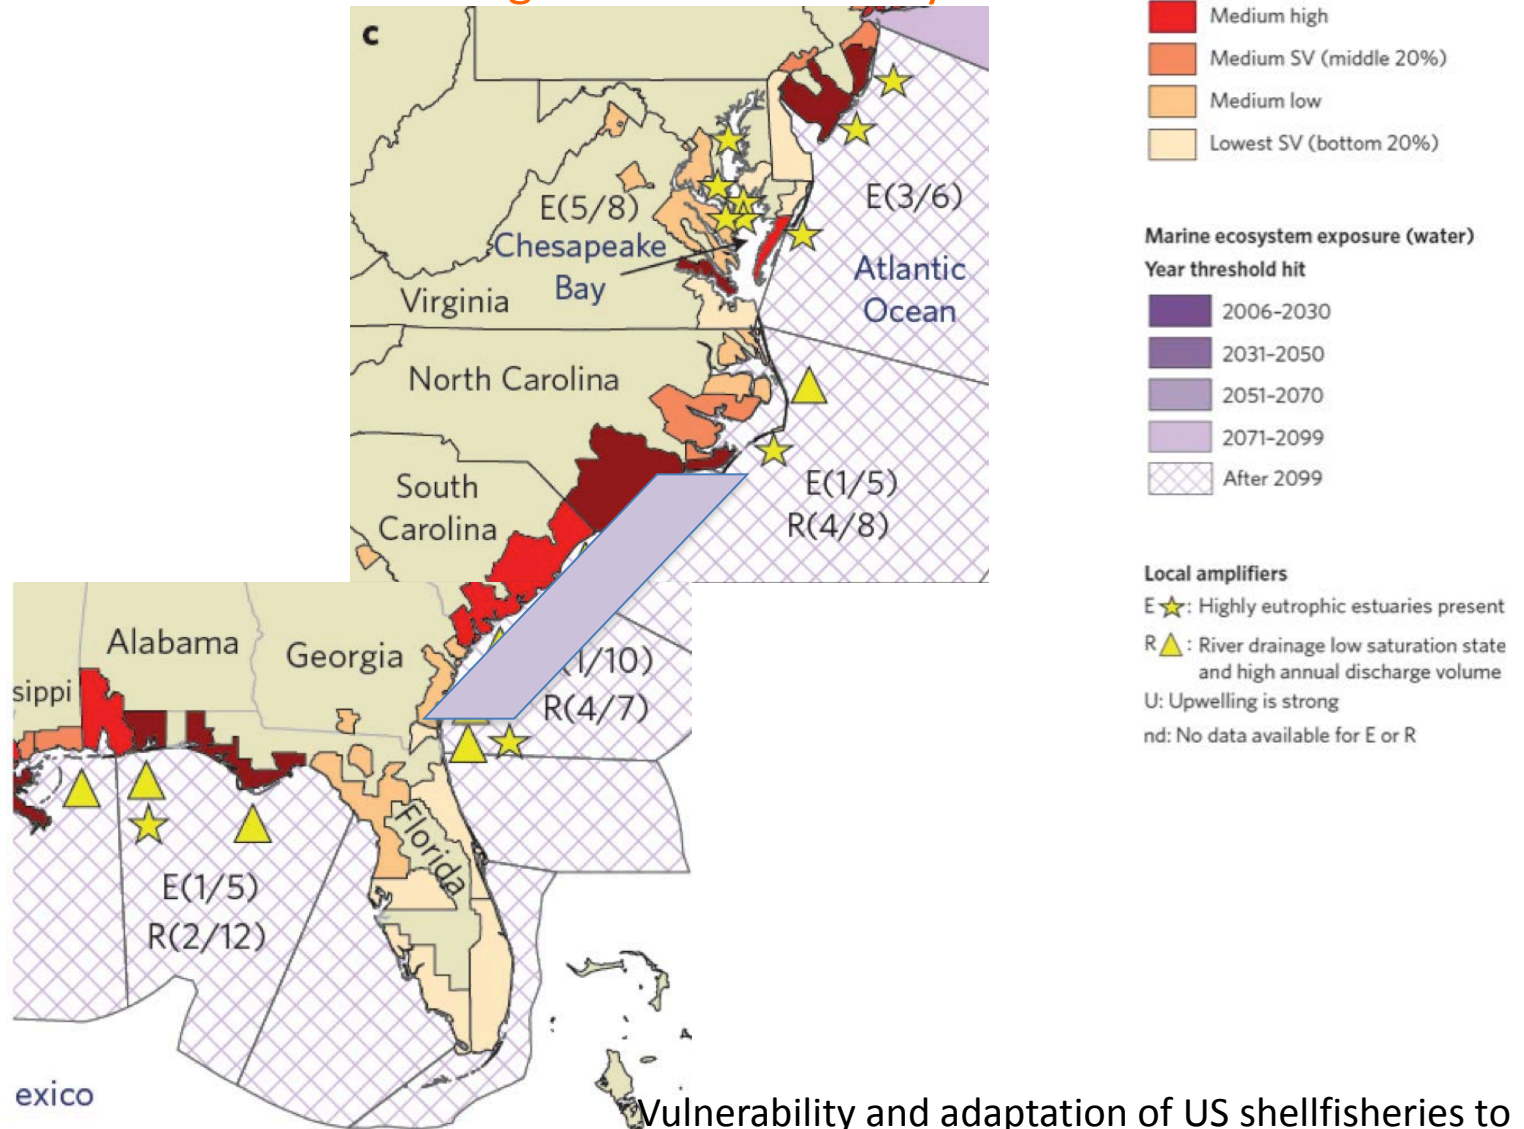 c
E(5/8)
Chesapeake
Bay
Virginia
E(3/6)
Atlantic
Ocean
North Carolina
South
Carolina
E(1/5)
R(4/8)
Alabama
Georgia
sippi
(1/10)
R(4/7)
Florida
E(1/5)
R(2/12)
exico
Medium high
Medium SV (middle 20%)
Medium low
Lowest SV (bottom 20%)
Marine ecosystem exposure (water)
Year threshold hit
2006–2030
2031–2050
2051–2070
2071–2099
After 2099
Local amplifiers
E : Highly eutrophic estuaries present
R : River drainage low saturation state
and high annual discharge volume
U: Upwelling is strong
nd: No data available for E or R
Vulnerability and adaptation of US shellfisheries to